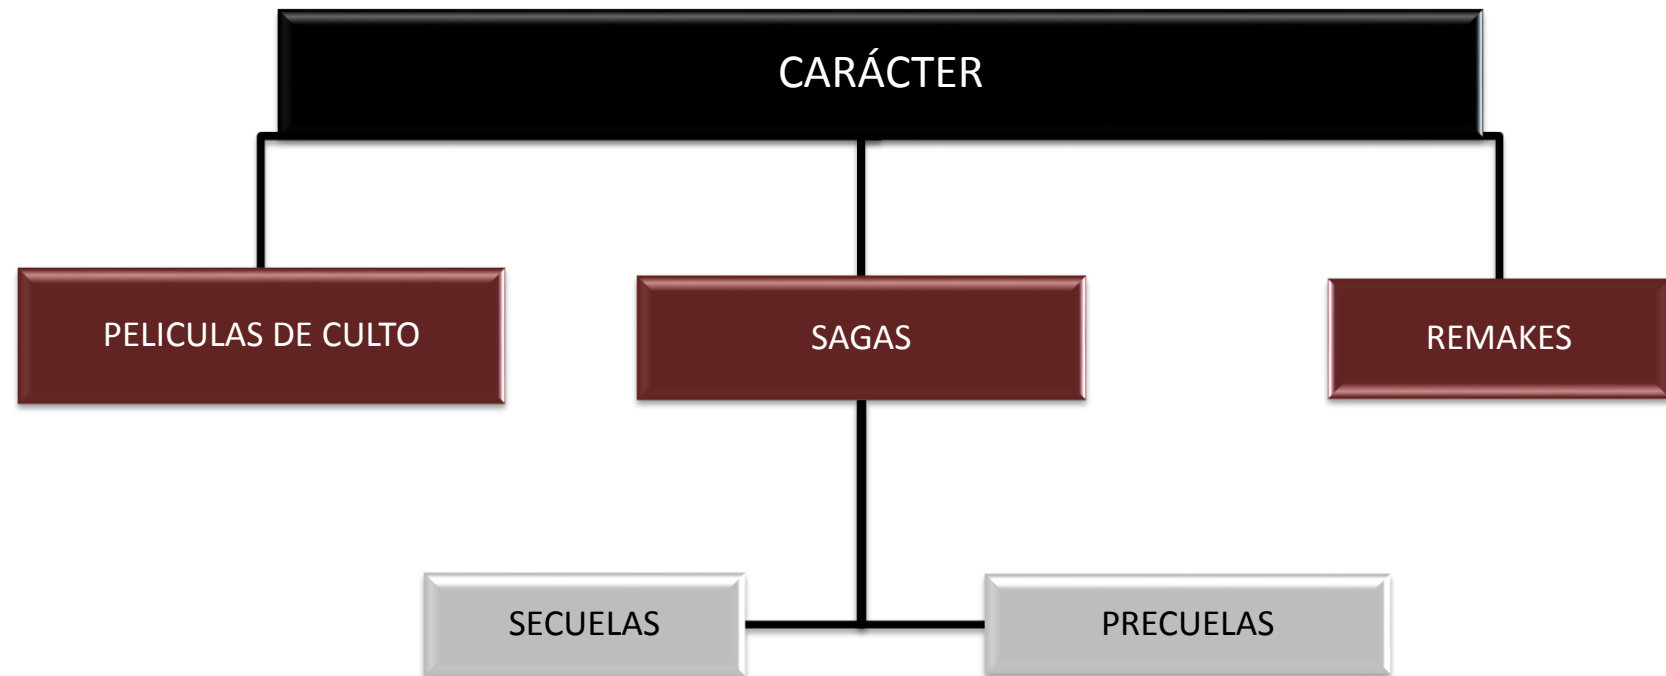 CARÁCTER
PELICULAS DE CULTO
SAGAS
REMAKES
SECUELAS
PRECUELAS